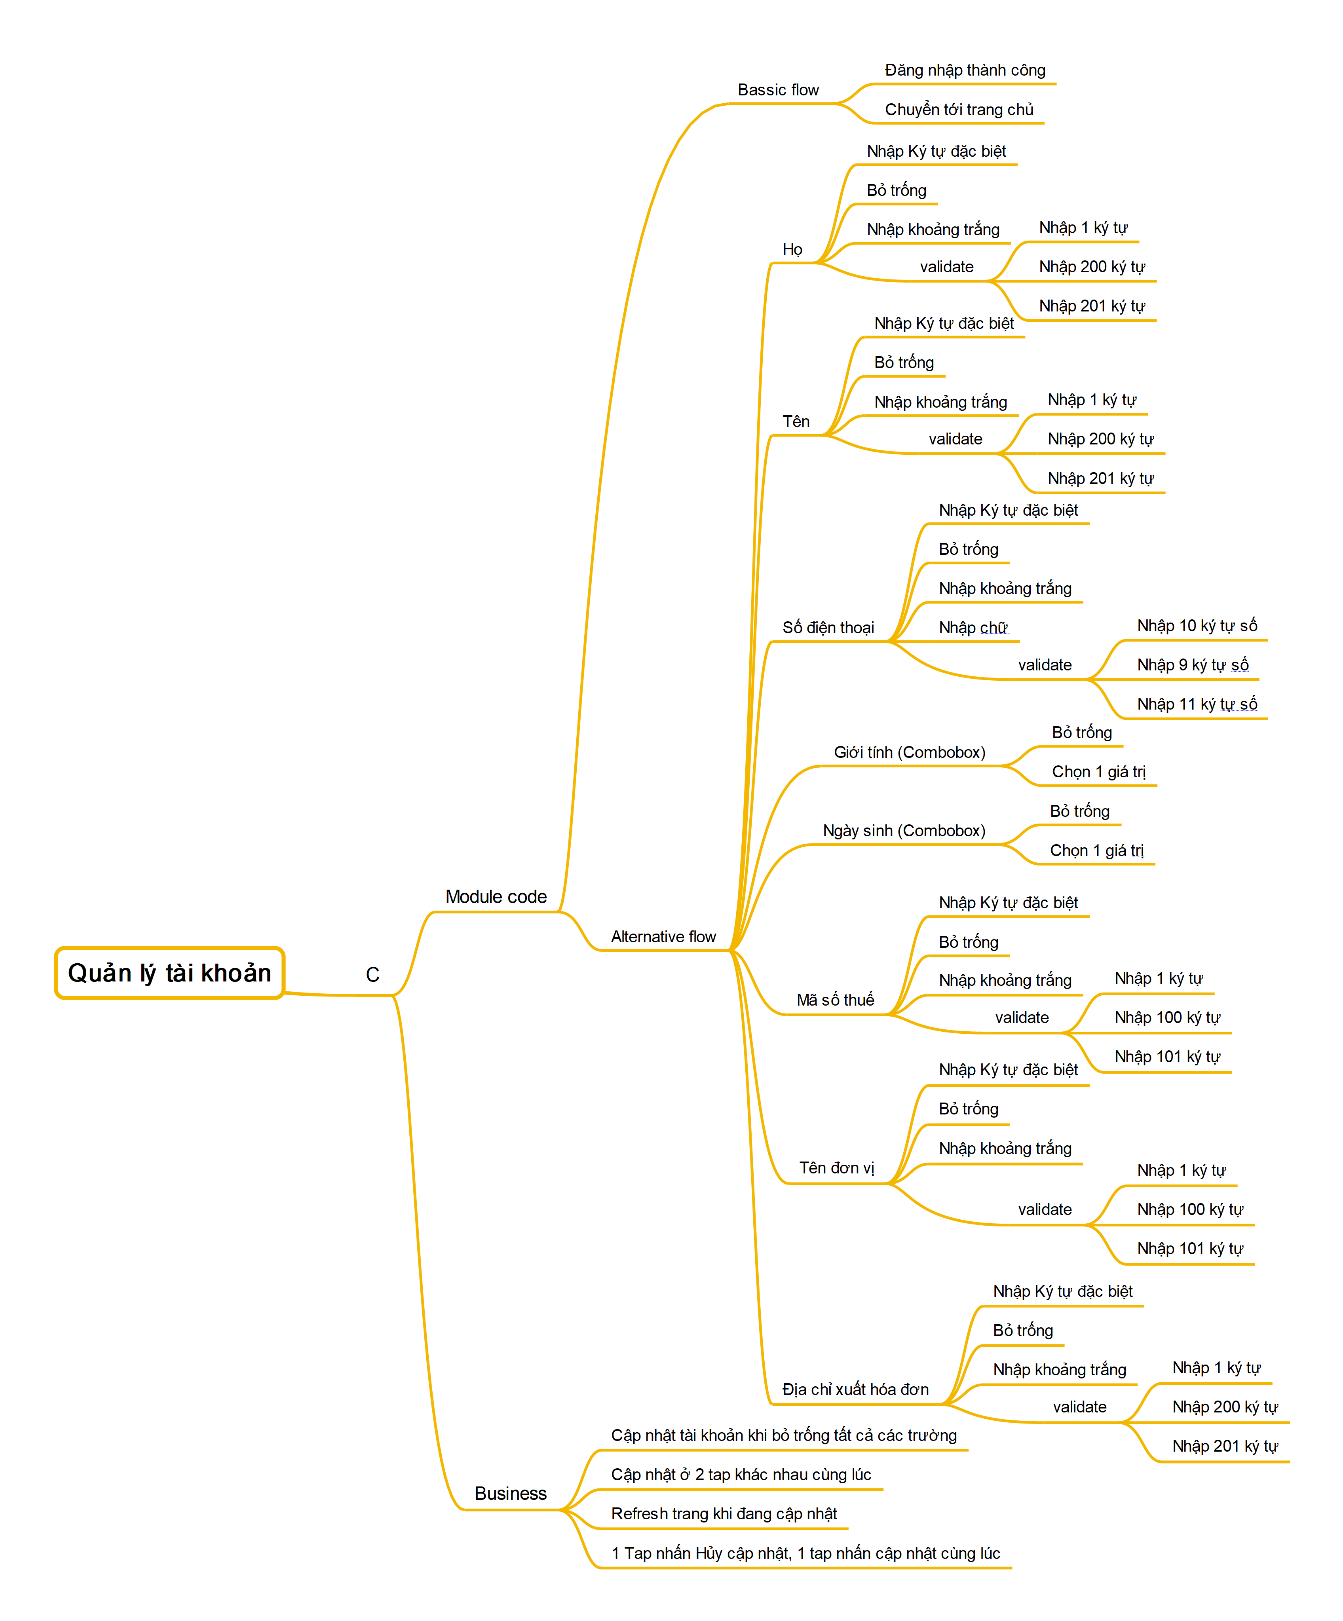 Quản lý tài khoản
C
Module code
Bassic flow
Đăng nhập thành công
Chuyển tới trang chủ
Alternative flow
Họ
Nhập Ký tự đặc biệt
Bỏ trống
Nhập khoảng trắng
validate
Nhập 1 ký tự
Nhập 200 ký tự
Nhập 201 ký tự
Tên
Nhập Ký tự đặc biệt
Bỏ trống
Nhập khoảng trắng
validate
Nhập 1 ký tự
Nhập 200 ký tự
Nhập 201 ký tự
Số điện thoại
Nhập Ký tự đặc biệt
Bỏ trống
Nhập khoảng trắng
Nhập chữ
validate
Nhập 10 ký tự số
Nhập 9 ký tự số
Nhập 11 ký tự số
Giới tính (Combobox)
Bỏ trống
Chọn 1 giá trị
Ngày sinh (Combobox)
Bỏ trống
Chọn 1 giá trị
Mã số thuế
Nhập Ký tự đặc biệt
Bỏ trống
Nhập khoảng trắng
validate
Nhập 1 ký tự
Nhập 100 ký tự
Nhập 101 ký tự
Tên đơn vị
Nhập Ký tự đặc biệt
Bỏ trống
Nhập khoảng trắng
validate
Nhập 1 ký tự
Nhập 100 ký tự
Nhập 101 ký tự
Địa chỉ xuất hóa đơn
Nhập Ký tự đặc biệt
Bỏ trống
Nhập khoảng trắng
validate
Nhập 1 ký tự
Nhập 200 ký tự
Nhập 201 ký tự
Business
Cập nhật tài khoản khi bỏ trống tất cả các trường
Cập nhật ở 2 tap khác nhau cùng lúc
Refresh trang khi đang cập nhật
1 Tap nhấn Hủy cập nhật, 1 tap nhấn cập nhật cùng lúc